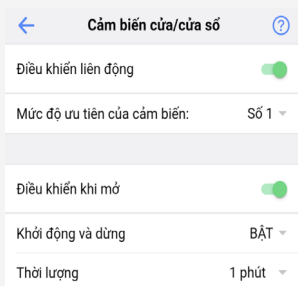 Cảm biến cửa/cửa sổ
Điều khiển liên động
Mức độ ưu tiên của cảm biến: Số 1
Điều khiển khi mở
Khởi động và dừng BẬT
Thời lượng 1 phút